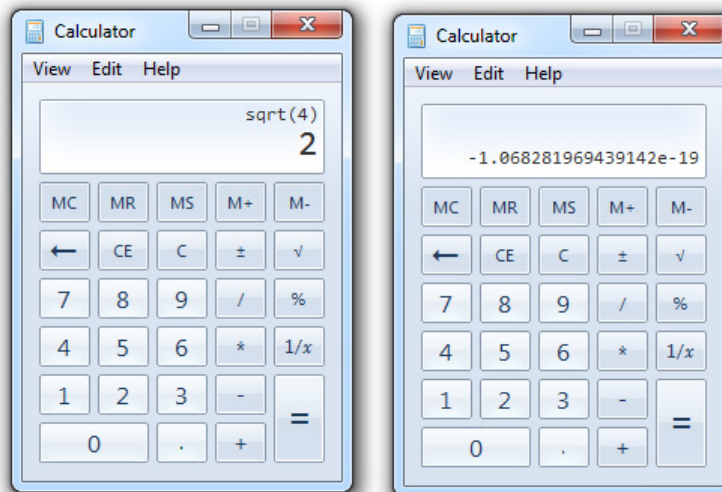 Calculator
View Edit Help
sqrt(4)
2
MC MR MS M+ M-
← CE C ± √
7 8 9 / %
4 5 6 * 1/x
1 2 3 -
=
0 . +
Calculator
View Edit Help
-1.068281969439142e-19
MC MR MS M+ M-
← CE C ± √
7 8 9 / %
4 5 6 * 1/x
1 2 3 -
=
0 . +